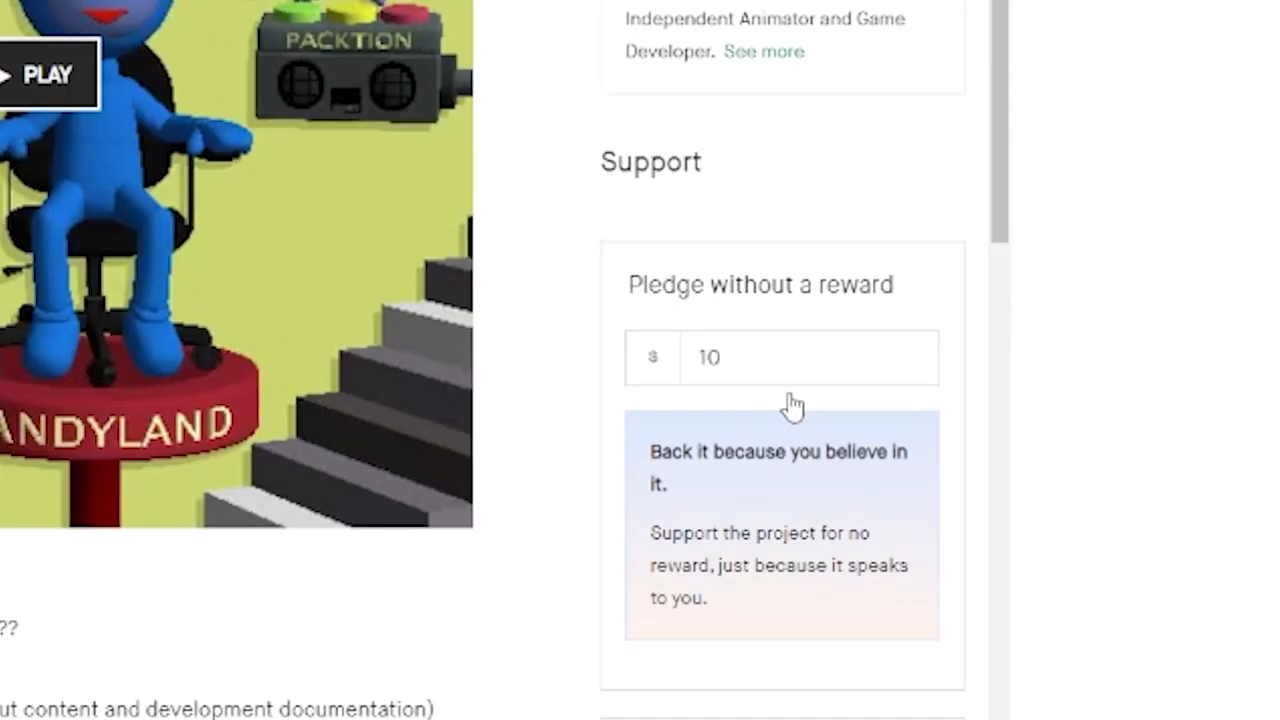 PACKTION
PLAY
ANDYLAND
??
ut content and development documentation)
Independent Animator and Game
Developer. See more
Support
Pledge without a reward
$ 10
Back it because you believe in
it.
Support the project for no
reward, just because it speaks
to you.